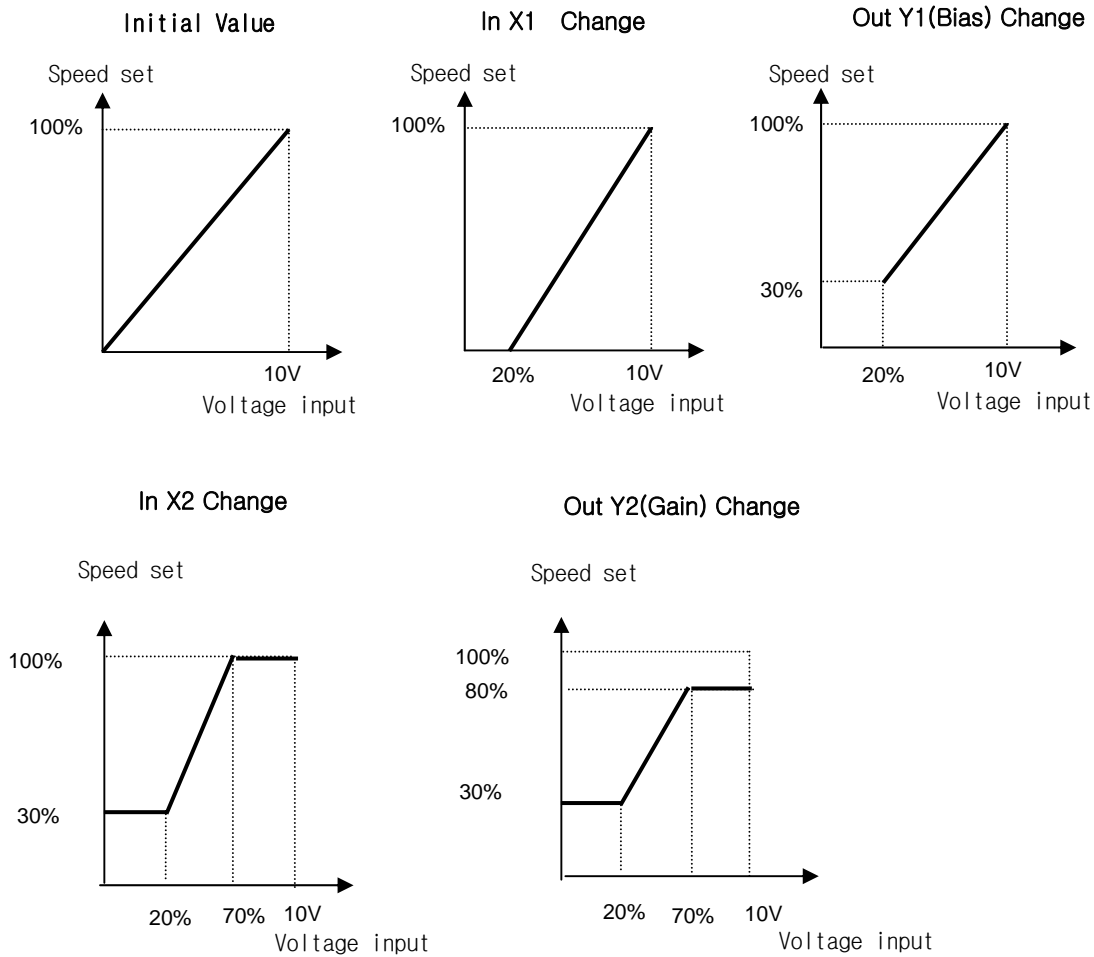 Initial Value
Speed set
100%
10V
Voltage input
In X1 Change
Speed set
100%
20%
10V
Voltage input
Out Y1(Bias) Change
Speed set
100%
30%
20%
10V
Voltage input
In X2 Change
Speed set
100%
30%
20%
70%
10V
Voltage input
Out Y2(Gain) Change
Speed set
100%
80%
30%
20%
70%
10V
Voltage input